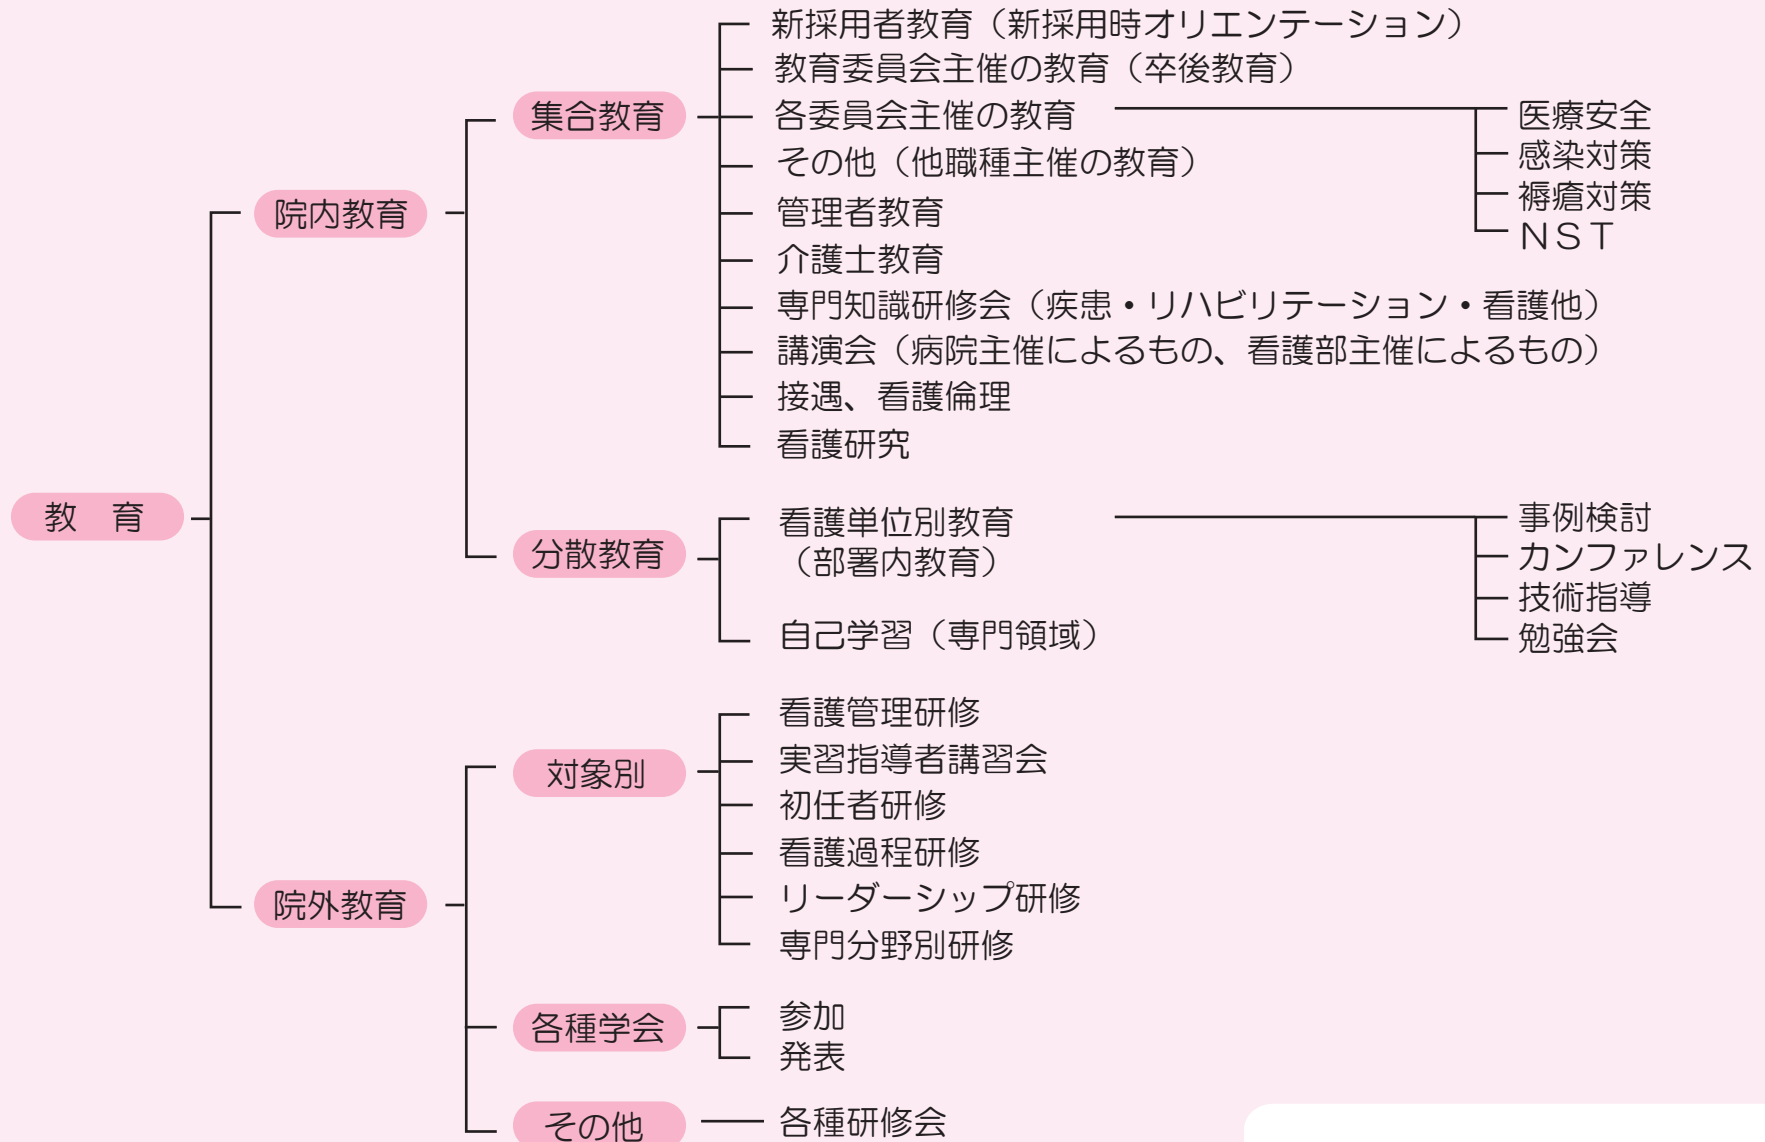 教　育
院内教育
集合教育
新採用者教育（新採用時オリエンテーション）
教育委員会主催の教育（卒後教育）
各委員会主催の教育
医療安全
感染対策
褥瘡対策
ＮＳＴ
その他（他職種主催の教育）
管理者教育
介護士教育
専門知識研修会（疾患・リハビリテーション・看護他）
講演会（病院主催によるもの、看護部主催によるもの）
接遇、看護倫理
看護研究
分散教育
看護単位別教育
（部署内教育）
事例検討
カンファレンス
技術指導
勉強会
自己学習（専門領域）
院外教育
対象別
看護管理研修
実習指導者講習会
初任者研修
看護過程研修
リーダーシップ研修
専門分野別研修
各種学会
参加
発表
その他
各種研修会